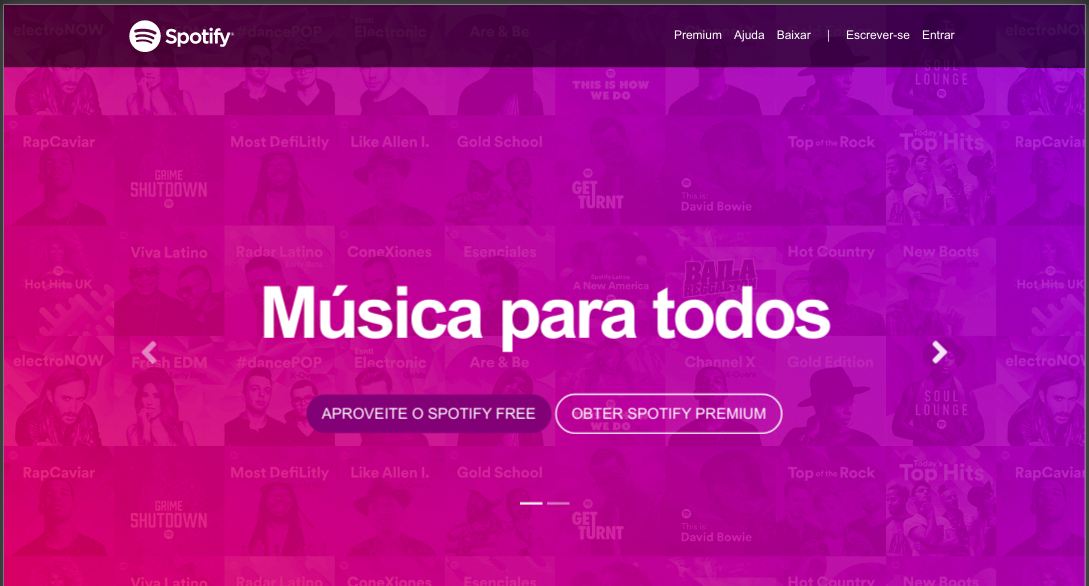 Spotify
Premium Ajuda Baixar | Escrever-se Entrar
electroNOW #dancePOP Electronic Are & Be
THIS IS HOW
WE DO
SOUL
LOUNGE
RapCaviar Most DefiLitly Like Allen I. Gold School Top of the Rock Today's Top Hits RapCaviar
GRIME
SHUTDOWN
GET
TURNT
This is:
David Bowie
Viva Latino Radar Latino ConeXiones Esenciales Hot Country New Boots
Hot Hits UK
A New America
BAILA
REGGAETON
Hot Hits UK
Música para todos
electroNOW Fresh EDM #dancePOP Electronic Are & Be Channel X Gold Edition electroNOW
SOUL
LOUNGE
APROVEITE O SPOTIFY FREE OBTER SPOTIFY PREMIUM
WE DO
RapCaviar Most DefiLitly Like Allen I. Gold School Top of the Rock Today's Top Hits RapCaviar
GRIME
SHUTDOWN
GET
TURNT
This is:
David Bowie
Viva Latino Radar Latino ConeXiones Esenciales Hot Country New Boots